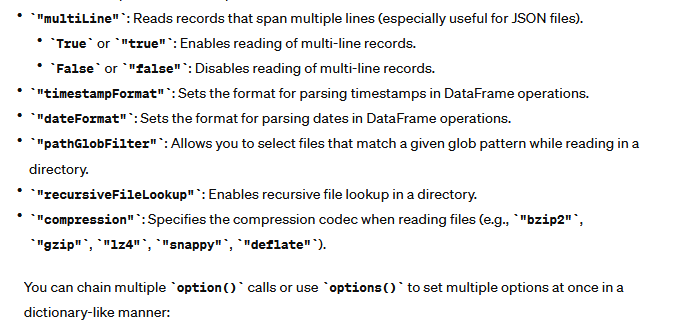 • `"multiLine"`: Reads records that span multiple lines (especially useful for JSON files).
• `True` or `"true"`: Enables reading of multi-line records.
• `False` or `"false"`: Disables reading of multi-line records.
• `"timestampFormat"`: Sets the format for parsing timestamps in DataFrame operations.
• `"dateFormat"`: Sets the format for parsing dates in DataFrame operations.
• `"pathGlobFilter"`: Allows you to select files that match a given glob pattern while reading in a
directory.
• `"recursiveFileLookup"`: Enables recursive file lookup in a directory.
• `"compression"`: Specifies the compression codec when reading files (e.g., `"bzip2"`,
`"gzip"`, `"lz4"`, `"snappy"`, `"deflate"`).
You can chain multiple `option()` calls or use `options()` to set multiple options at once in a
dictionary-like manner: